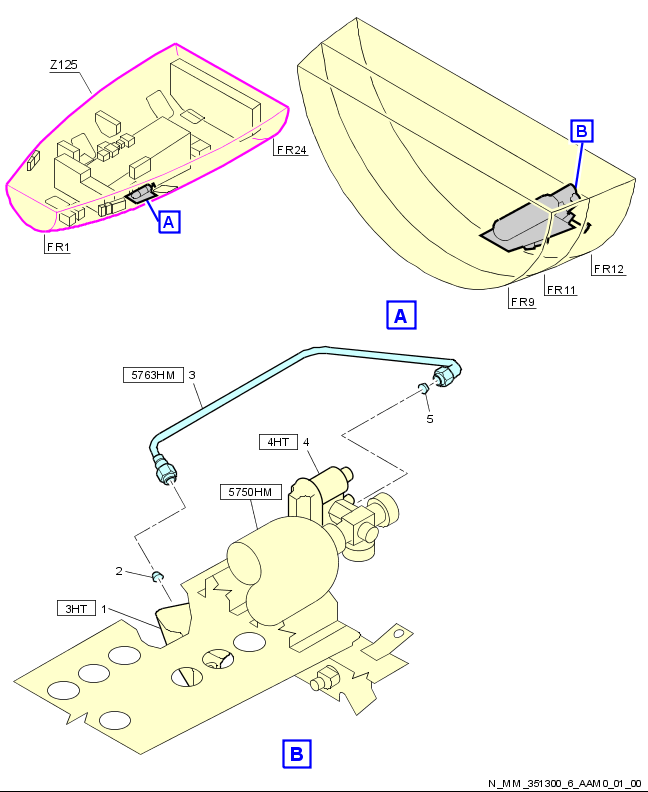 Z125
FR24
A
FR1
B
FR12
FR11
FR9
A
5763HM 3
5
4HT 4
5750HM
2
3HT 1
B
N_MM_351300_6_AAM0_01_00